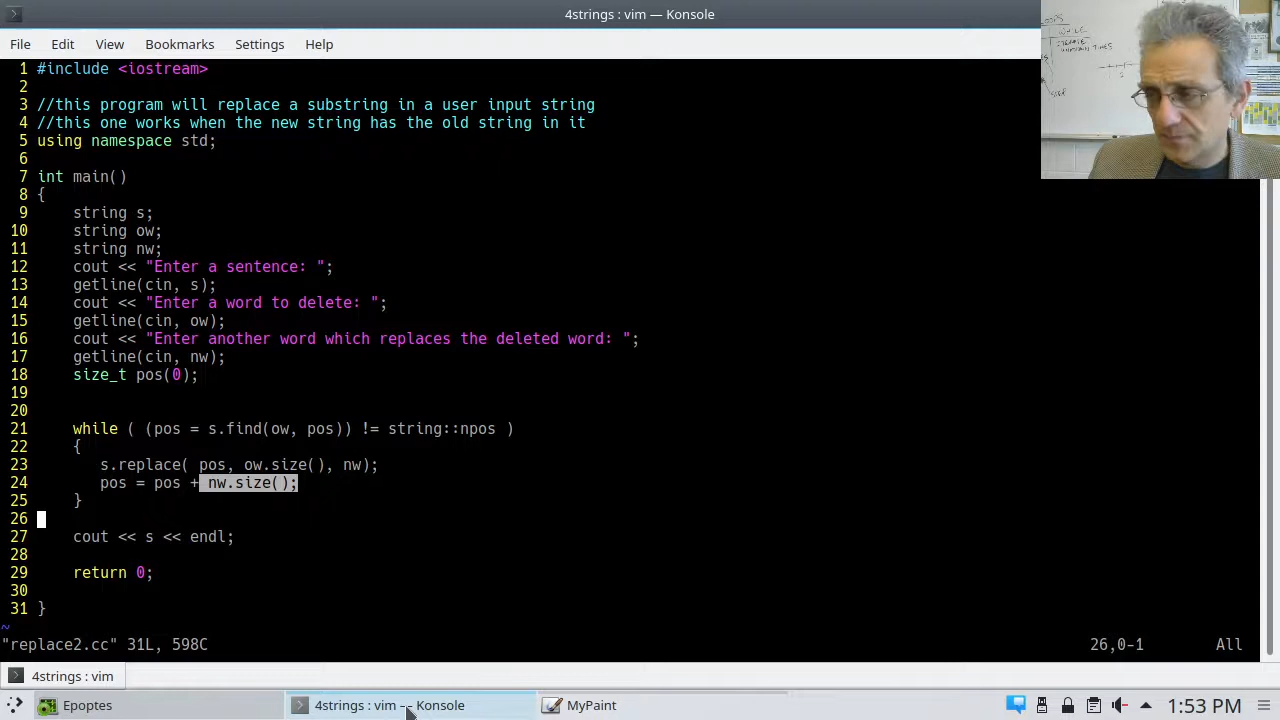 4strings : vim — Konsole
File Edit View Bookmarks Settings Help
1 #include <iostream>
2
3 //this program will replace a substring in a user input string
4 //this one works when the new string has the old string in it
5 using namespace std;
6
7 int main()
8 {
9 string s;
10 string ow;
11 string nw;
12 cout << "Enter a sentence: ";
13 getline(cin, s);
14 cout << "Enter a word to delete: ";
15 getline(cin, ow);
16 cout << "Enter another word which replaces the deleted word: ";
17 getline(cin, nw);
18 size_t pos(0);
19
20
21 while ( (pos = s.find(ow, pos)) != string::npos )
22 {
23 s.replace( pos, ow.size(), nw);
24 pos = pos + nw.size();
25 }
26
27 cout << s << endl;
28
29 return 0;
30
31 }
~
"replace2.cc" 31L, 598C 26,0-1 All
4strings : vim
Epoptes 4strings : vim — Konsole MyPaint 1:53 PM
WHILE